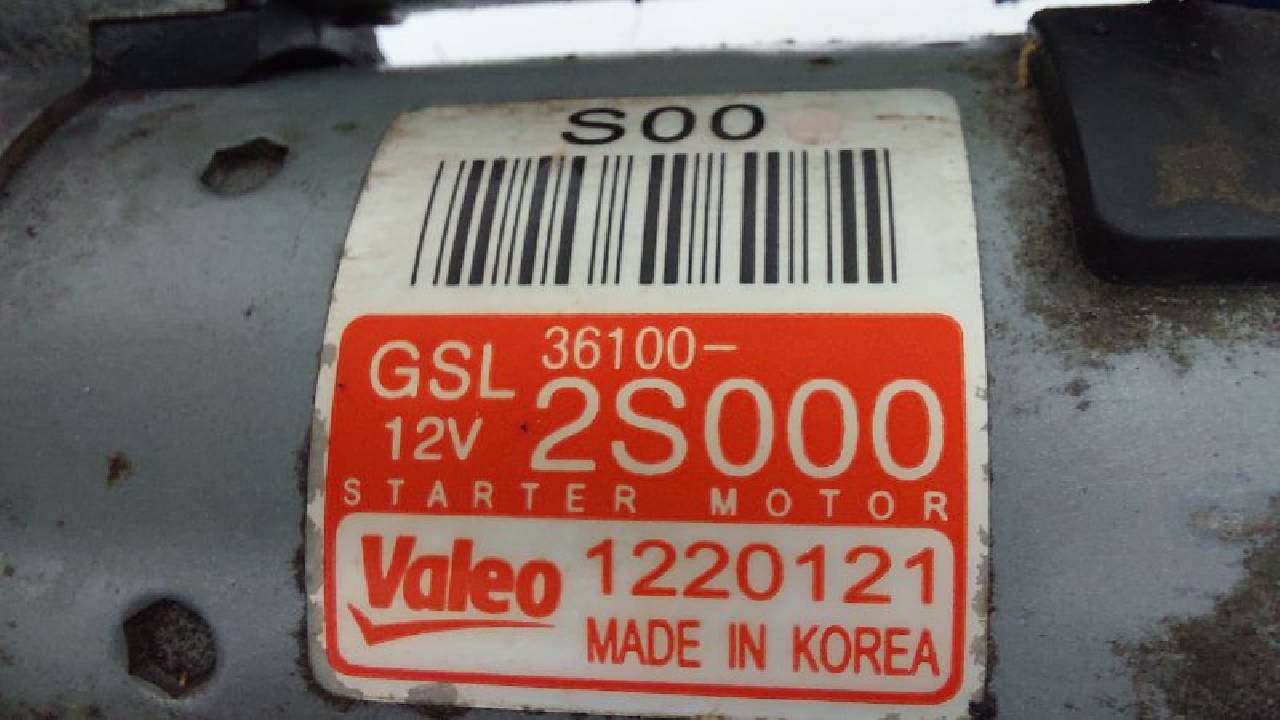 S00
GSL 36100-
12V 2S000
STARTER MOTOR
Valeo 1220121
MADE IN KOREA